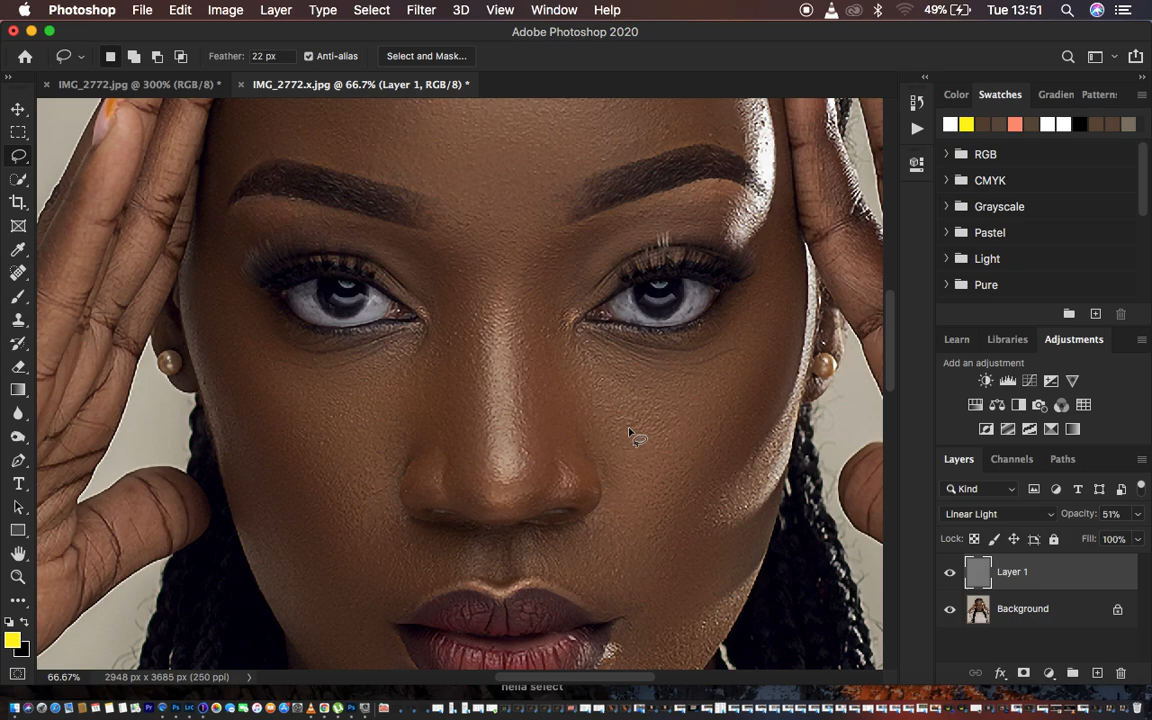 Photoshop File Edit Image Layer Type Select Filter 3D View Window Help 49% Tue 13:51
Adobe Photoshop 2020
Feather: 22 px Anti-alias Select and Mask...
IMG_2772.jpg @ 300% (RGB/8) * IMG_2772.x.jpg @ 66.7% (Layer 1, RGB/8) *
Color Swatches Gradien Pattern:
RGB
CMYK
Grayscale
Pastel
Light
Pure
Learn Libraries Adjustments
Add an adjustment
Layers Channels Paths
Kind
Linear Light Opacity: 51%
Lock: Fill: 100%
Layer 1
Background
66.67% 2948 px x 3685 px (250 ppi)
hella select